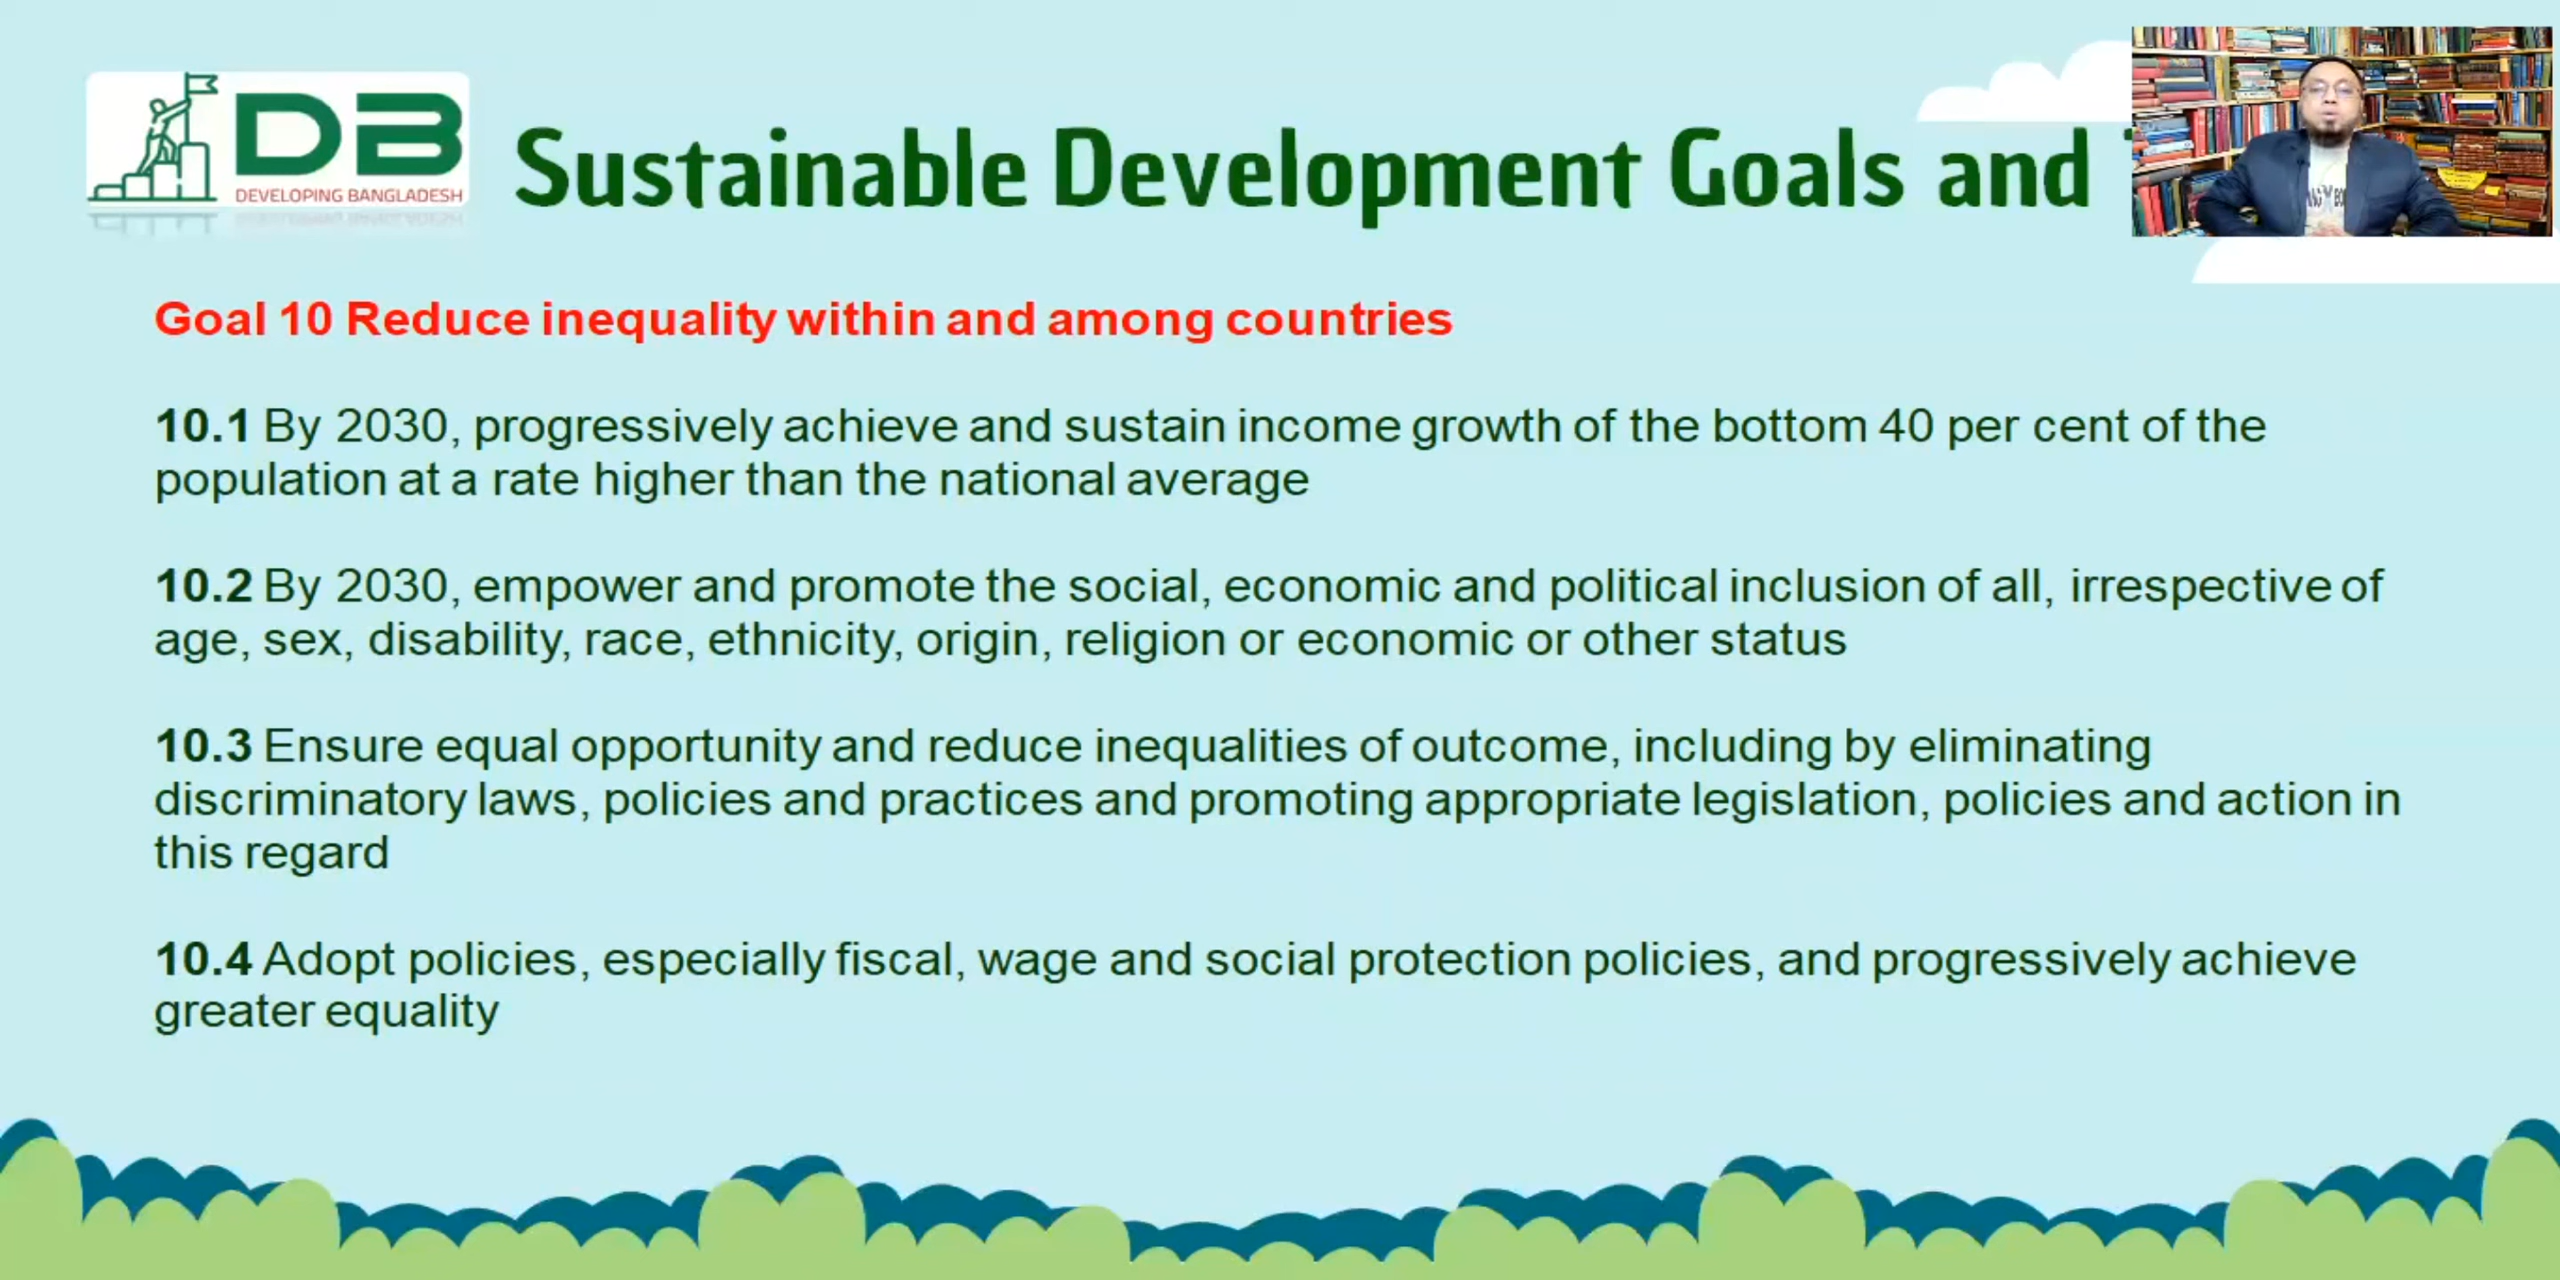 DB
DEVELOPING BANGLADESH
Sustainable Development Goals and
Goal 10 Reduce inequality within and among countries
10.1 By 2030, progressively achieve and sustain income growth of the bottom 40 per cent of the
population at a rate higher than the national average
10.2 By 2030, empower and promote the social, economic and political inclusion of all, irrespective of
age, sex, disability, race, ethnicity, origin, religion or economic or other status
10.3 Ensure equal opportunity and reduce inequalities of outcome, including by eliminating
discriminatory laws, policies and practices and promoting appropriate legislation, policies and action in
this regard
10.4 Adopt policies, especially fiscal, wage and social protection policies, and progressively achieve
greater equality